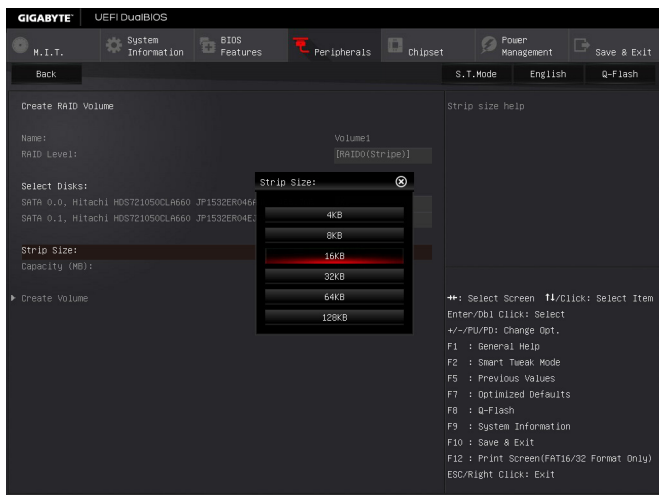 GIGABYTE™ UEFI DualBIOS
M.I.T. System Information BIOS Features Peripherals Chipset Power Management Save & Exit
Back S.T.Mode English Q-Flash
Create RAID Volume
Strip size help
Name: Volume1
RAID Level: [RAID0(Stripe)]
Select Disks:
SATA 0.0, Hitachi HDS721050CLA660 JP1532ER046
SATA 0.1, Hitachi HDS721050CLA660 JP1532ER04E
Strip Size:
Capacity (MB):
Create Volume
Strip Size:
4KB
8KB
16KB
32KB
64KB
128KB
→←: Select Screen ↑↓/Click: Select Item
Enter/Dbl Click: Select
+/-/PU/PD: Change Opt.
F1 : General Help
F2 : Smart Tweak Mode
F5 : Previous Values
F7 : Optimized Defaults
F8 : Q-Flash
F9 : System Information
F10 : Save & Exit
F12 : Print Screen(FAT16/32 Format Only)
ESC/Right Click: Exit